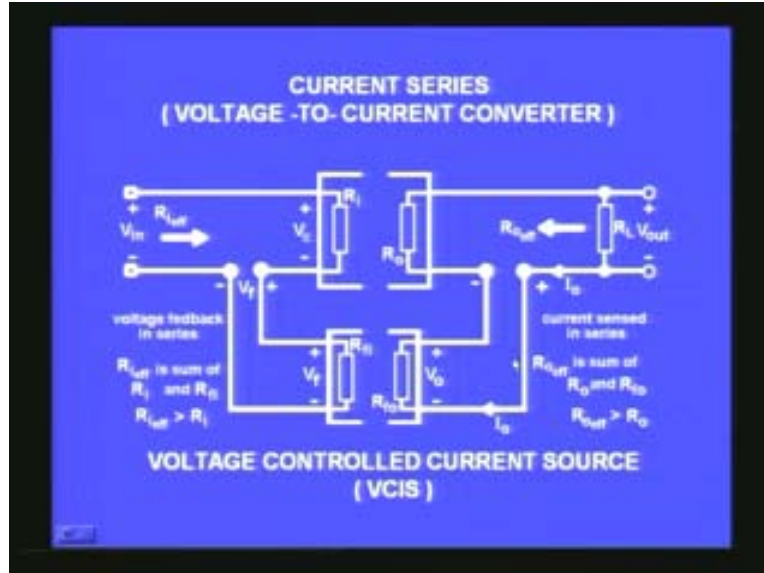 CURRENT SERIES
( VOLTAGE -TO- CURRENT CONVERTER )
+
Vin
-
Rieff
+
Vc
-
Ri
Ro
Roeff
RL
+
Vout
-
- Vf +
-
+ Io
voltage fedback
in series
Rieff is sum of
Ri and Rfi
Rieff > Ri
+
Vf
-
Rfi
Rfo
+
Vo
-
Io
current sensed
in series
Roeff is sum of
Ro and Rfo
Roeff > Ro
VOLTAGE CONTROLLED CURRENT SOURCE
( VCIS )